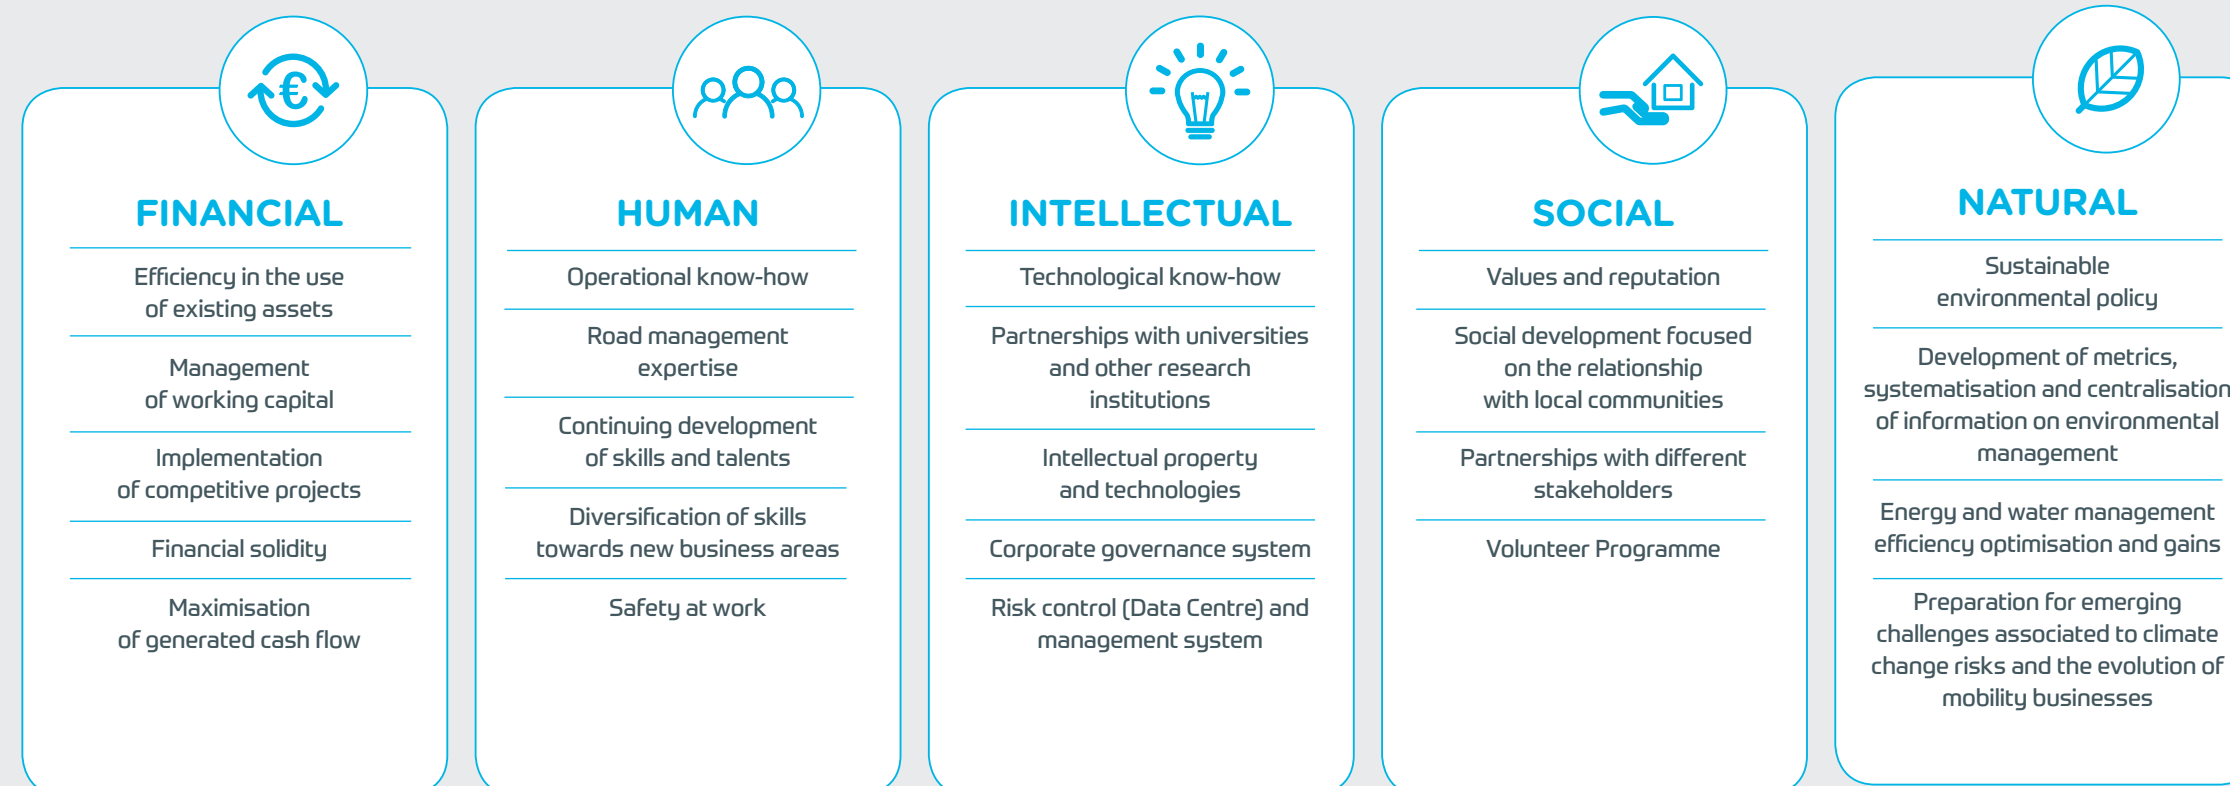 €
FINANCIAL
Efficiency in the use
of existing assets
Management
of working capital
Implementation
of competitive projects
Financial solidity
Maximisation
of generated cash flow
HUMAN
Operational know-how
Road management
expertise
Continuing development
of skills and talents
Diversification of skills
towards new business areas
Safety at work
INTELLECTUAL
Technological know-how
Partnerships with universities
and other research
institutions
Intellectual property
and technologies
Corporate governance system
Risk control (Data Centre) and
management system
SOCIAL
Values and reputation
Social development focused
on the relationship
with local communities
Partnerships with different
stakeholders
Volunteer Programme
NATURAL
Sustainable
environmental policy
Development of metrics,
systematisation and centralisation
of information on environmental
management
Energy and water management
efficiency optimisation and gains
Preparation for emerging
challenges associated to climate
change risks and the evolution of
mobility businesses